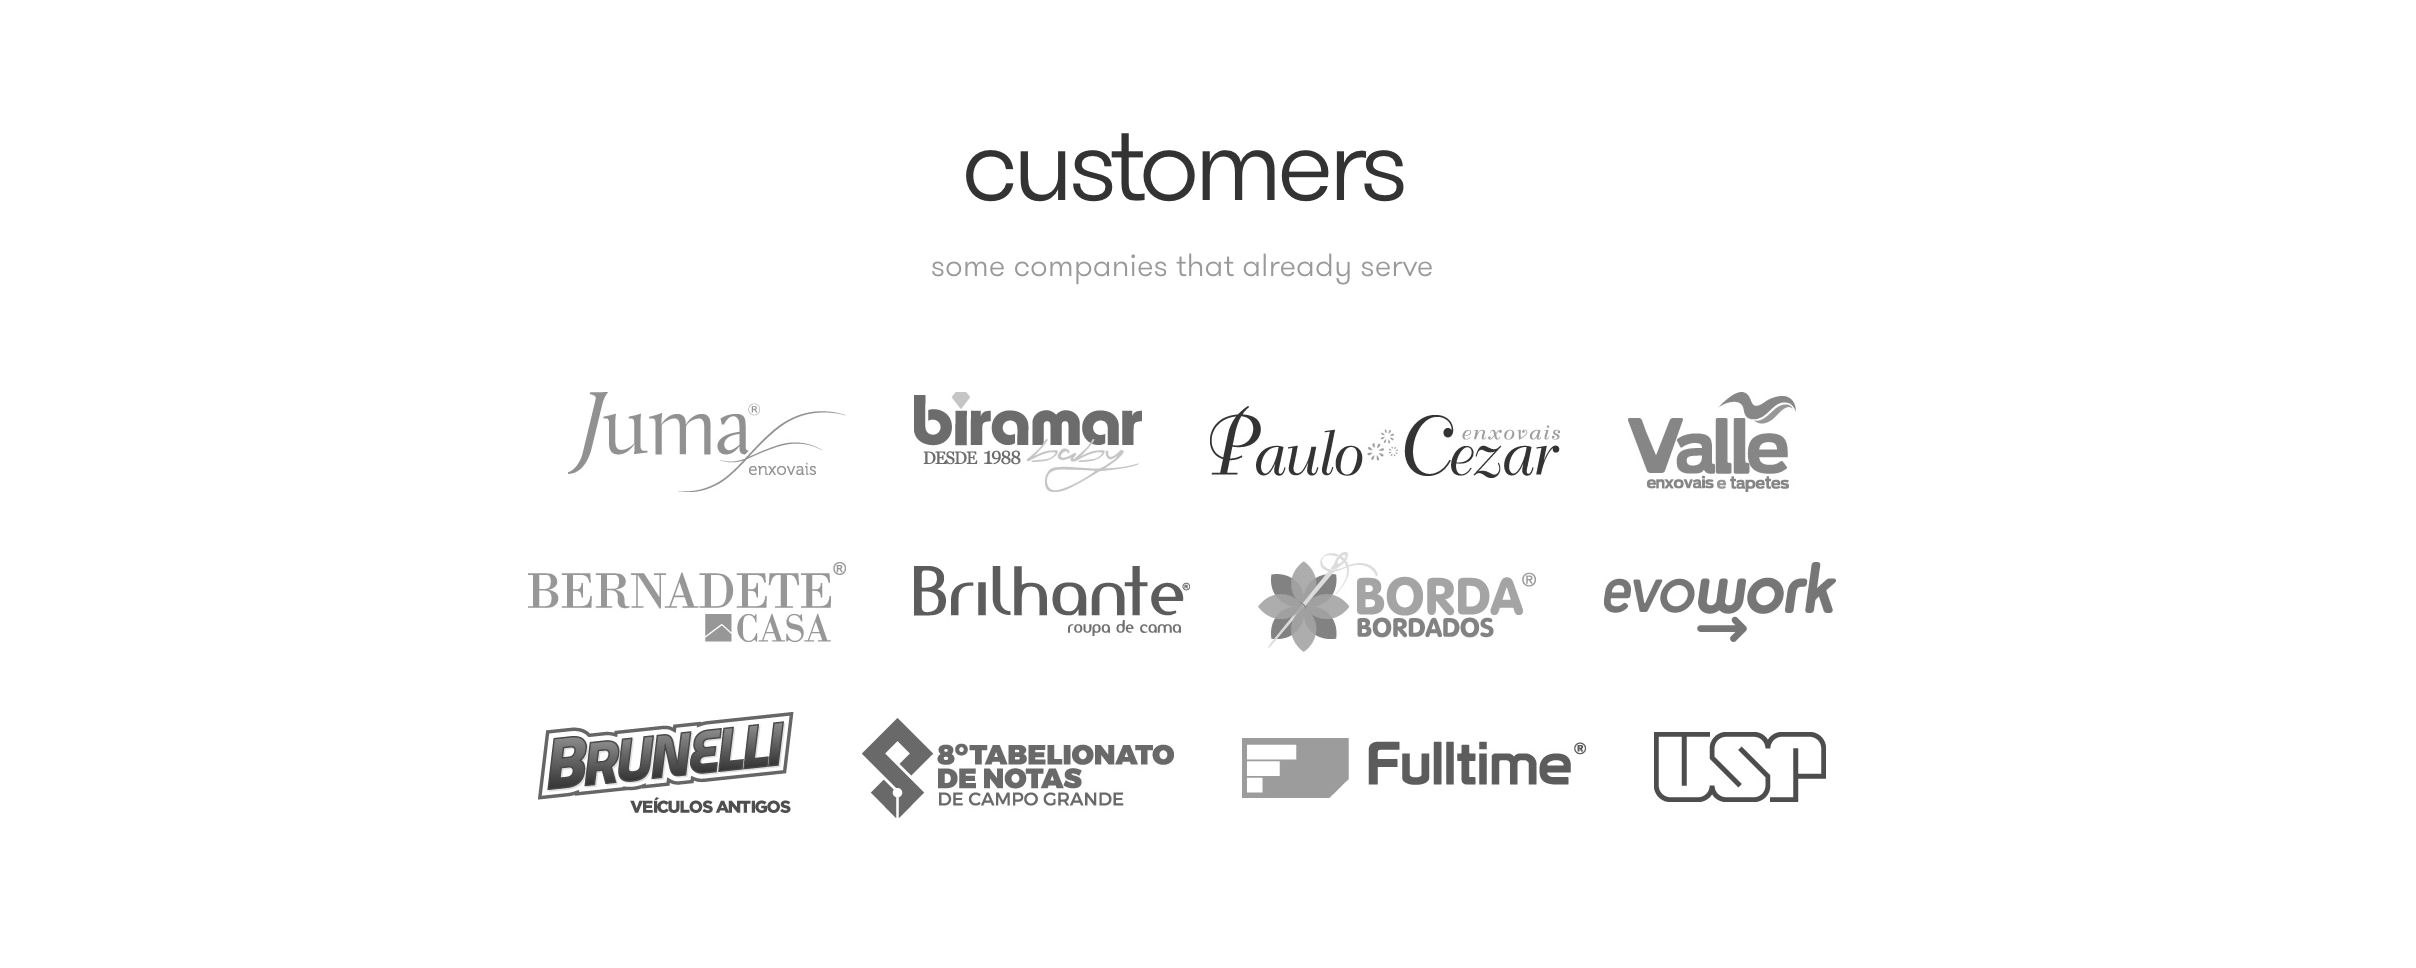 customers
some companies that already serve
Juma®
enxovais
biramar
DESDE 1988 baby
Paulo Cezar
enxovais
Valle
enxovais e tapetes
BERNADETE®
CASA
Brilhante®
roupa de cama
BORDA®
BORDADOS
evowork
BRUNELLI
VEÍCULOS ANTIGOS
8º TABELIONATO
DE NOTAS
DE CAMPO GRANDE
Fulltime®
USP